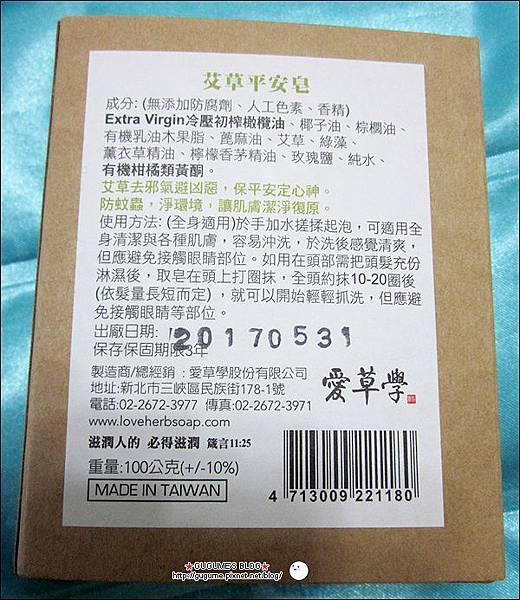 艾草平安皂
成分: (無添加防腐劑、人工色素、香精)
Extra Virgin冷壓初榨橄欖油、椰子油、棕櫚油、
有機乳油木果脂、蓖麻油、艾草、綠藻、
薰衣草精油、檸檬香茅精油、玫瑰鹽、純水、
有機柑橘類黃酮。
艾草去邪氣避凶惡，保平安定心神。
防蚊蟲，淨環境，讓肌膚潔淨復原。
使用方法: (全身適用)於手加水搓揉起泡，可適用全
身清潔與各種肌膚，容易沖洗，於洗後感覺清爽，
但應避免接觸眼睛部位。如用在頭部需把頭髮充份
淋濕後，取皂在頭上打圈抹，全頭約抹10-20圈後
(依髮量長短而定)，就可以開始輕輕抓洗，但應避
免接觸眼睛等部位。
出廠日期: 20170531
保存保固期限3年
製造商/總經銷：愛草學股份有限公司
地址:新北市三峽區民族街178-1號
電話:02-2672-3977 傳真:02-2672-3971
www.loveherbsoap.com
愛草學
滋潤人的 必得滋潤 箴言11:25
重量:100公克(+/-10%)
MADE IN TAIWAN
4 713009 221180
★GUGUME'S BLOG★
http://gugume.pixnet.net/blog/